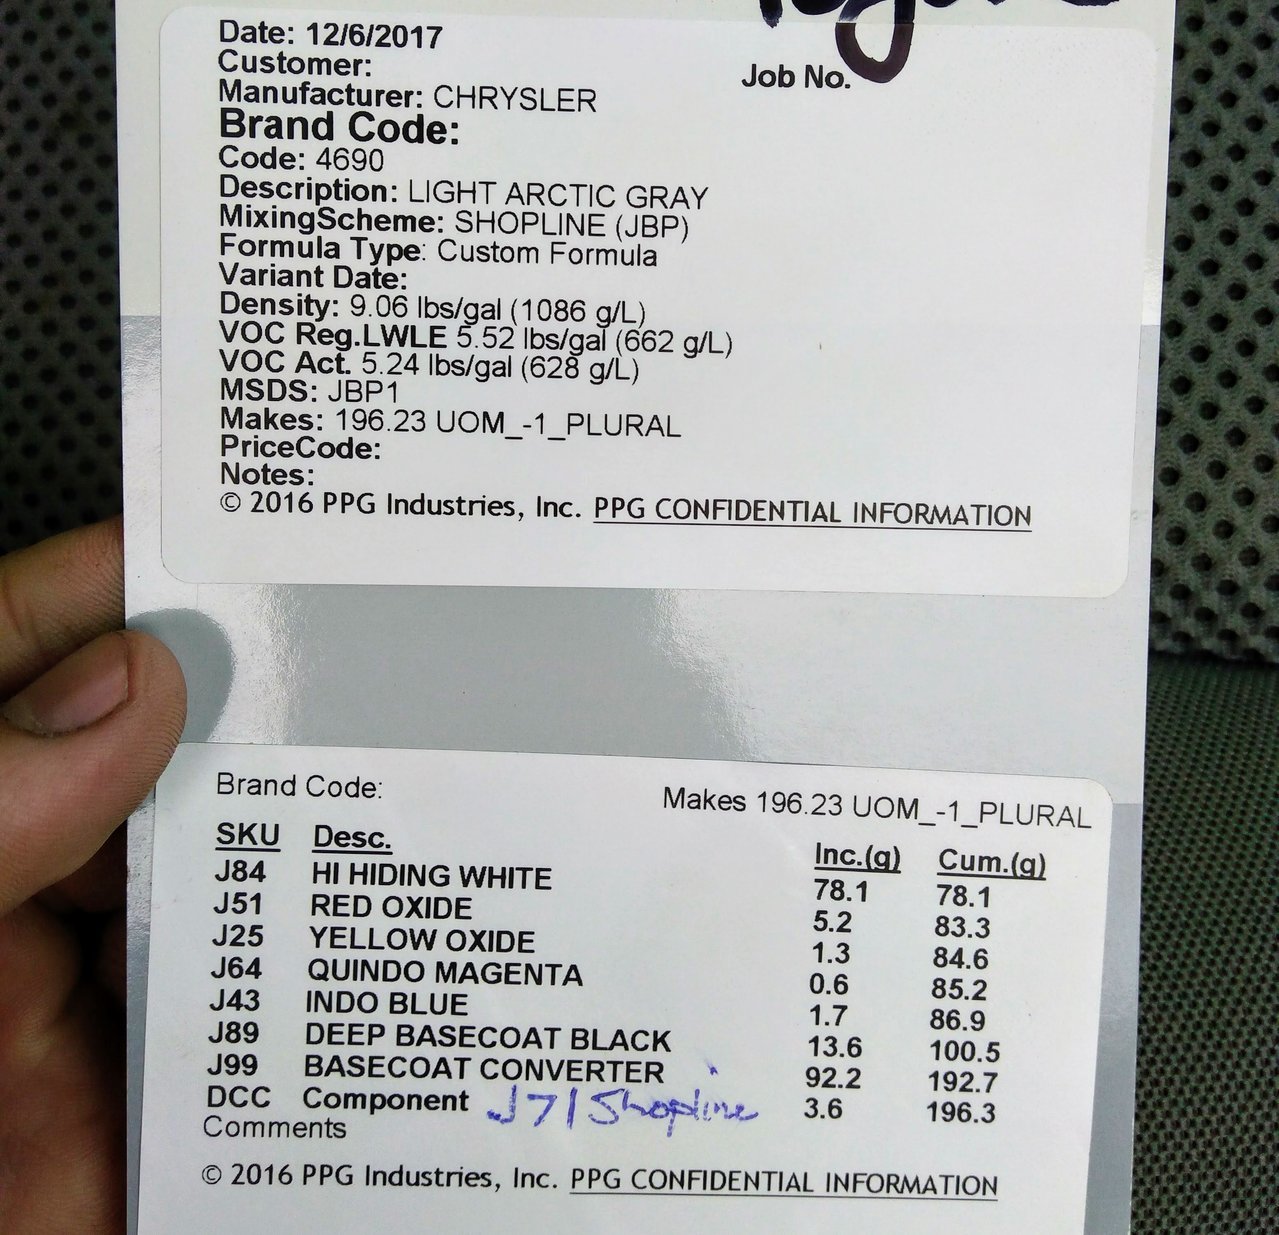 Date: 12/6/2017
Customer:
Job No.
Manufacturer: CHRYSLER
Brand Code:
Code: 4690
Description: LIGHT ARCTIC GRAY
MixingScheme: SHOPLINE (JBP)
Formula Type: Custom Formula
Variant Date:
Density: 9.06 lbs/gal (1086 g/L)
VOC Reg.LWLE 5.52 lbs/gal (662 g/L)
VOC Act. 5.24 lbs/gal (628 g/L)
MSDS: JBP1
Makes: 196.23 UOM_-1_PLURAL
PriceCode:
Notes:
© 2016 PPG Industries, Inc. PPG CONFIDENTIAL INFORMATION
Brand Code: Makes 196.23 UOM_-1_PLURAL
SKU Desc. Inc.(g) Cum.(g)
J84 HI HIDING WHITE 78.1 78.1
J51 RED OXIDE 5.2 83.3
J25 YELLOW OXIDE 1.3 84.6
J64 QUINDO MAGENTA 0.6 85.2
J43 INDO BLUE 1.7 86.9
J89 DEEP BASECOAT BLACK 13.6 100.5
J99 BASECOAT CONVERTER 92.2 192.7
DCC Component J71 Shopline 3.6 196.3
Comments
© 2016 PPG Industries, Inc. PPG CONFIDENTIAL INFORMATION